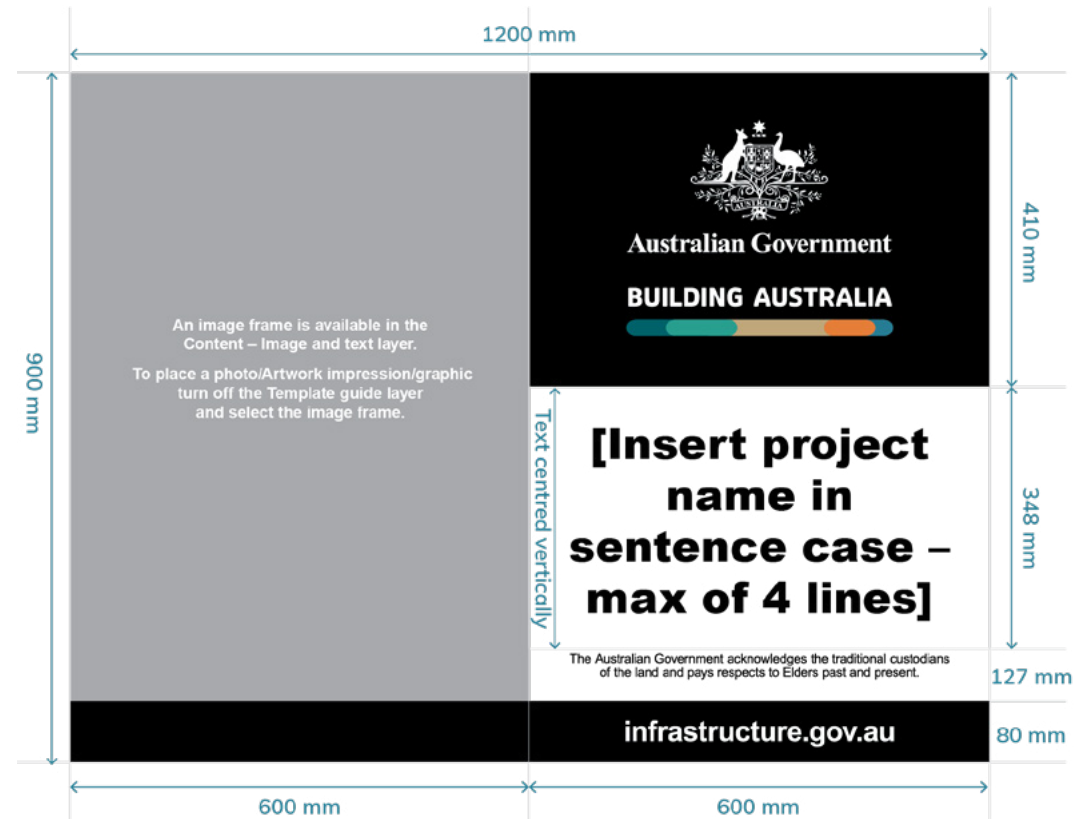 1200 mm
900 mm
An image frame is available in the
Content – Image and text layer.
To place a photo/Artwork impression/graphic
turn off the Template guide layer
and select the image frame.
AUSTRALIA
Australian Government
BUILDING AUSTRALIA
410 mm
Text centred vertically
[Insert project
name in
sentence case –
max of 4 lines]
348 mm
The Australian Government acknowledges the traditional custodians
of the land and pays respects to Elders past and present.
127 mm
infrastructure.gov.au
80 mm
600 mm
600 mm